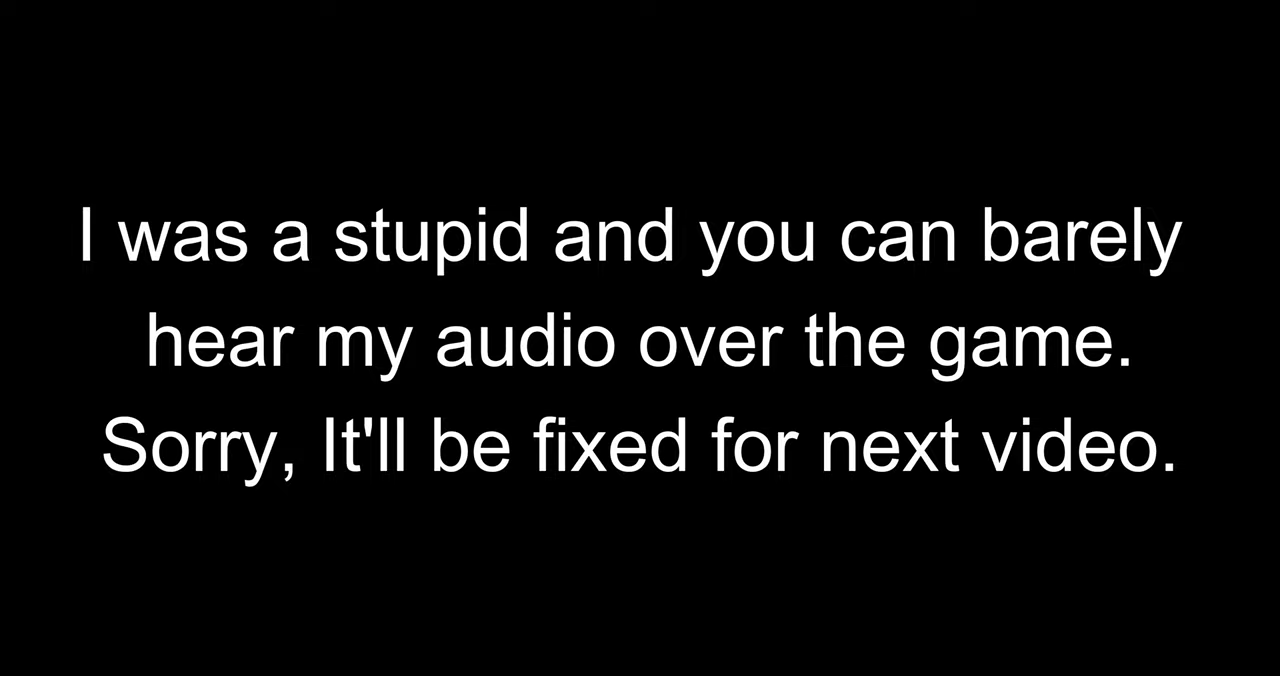 I was a stupid and you can barely
hear my audio over the game.
Sorry, It'll be fixed for next video.